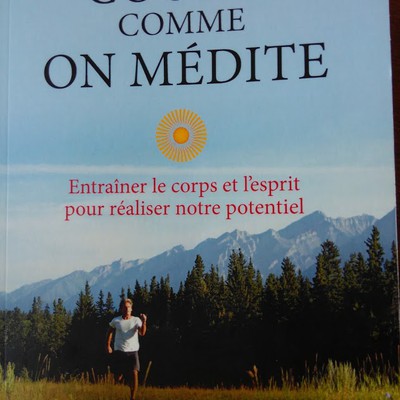 COMME
ON MÉDITE
Entraîner le corps et l'esprit
pour réaliser notre potentiel